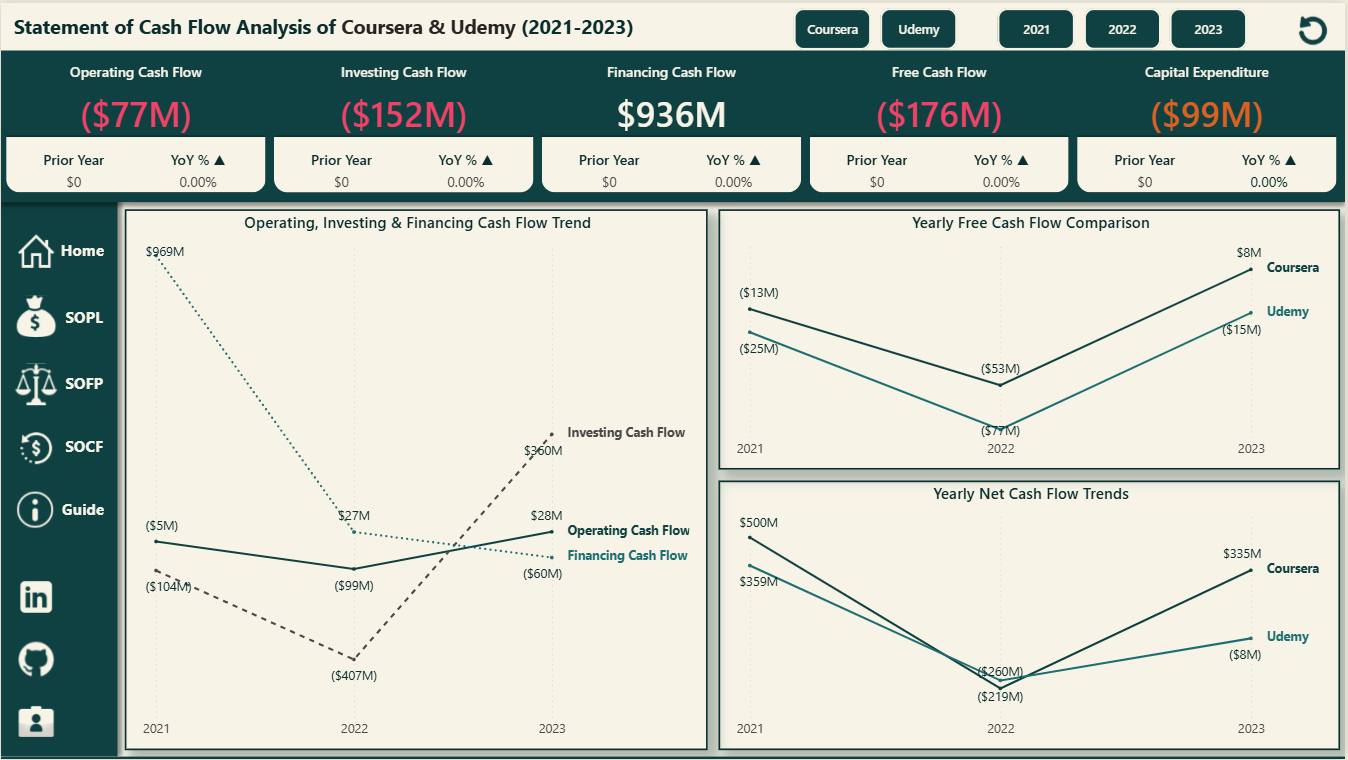 Statement of Cash Flow Analysis of Coursera & Udemy (2021-2023)
Coursera
Udemy
2021
2022
2023
Operating Cash Flow
($77M)
Prior Year
YoY % ▲
$0
0.00%
Investing Cash Flow
($152M)
Prior Year
YoY % ▲
$0
0.00%
Financing Cash Flow
$936M
Prior Year
YoY % ▲
$0
0.00%
Free Cash Flow
($176M)
Prior Year
YoY % ▲
$0
0.00%
Capital Expenditure
($99M)
Prior Year
YoY % ▲
$0
0.00%
Home
$
SOPL
SOFP
$
SOCF
i
Guide
in
Operating, Investing & Financing Cash Flow Trend
$969M
Investing Cash Flow
$360M
$27M
$28M
($5M)
Operating Cash Flow
Financing Cash Flow
($60M)
($104M)
($99M)
($407M)
2021
2022
2023
Yearly Free Cash Flow Comparison
$8M
Coursera
($13M)
Udemy
($15M)
($25M)
($53M)
($77M)
2021
2022
2023
Yearly Net Cash Flow Trends
$500M
$335M
Coursera
$359M
Udemy
($8M)
($260M)
($219M)
2021
2022
2023